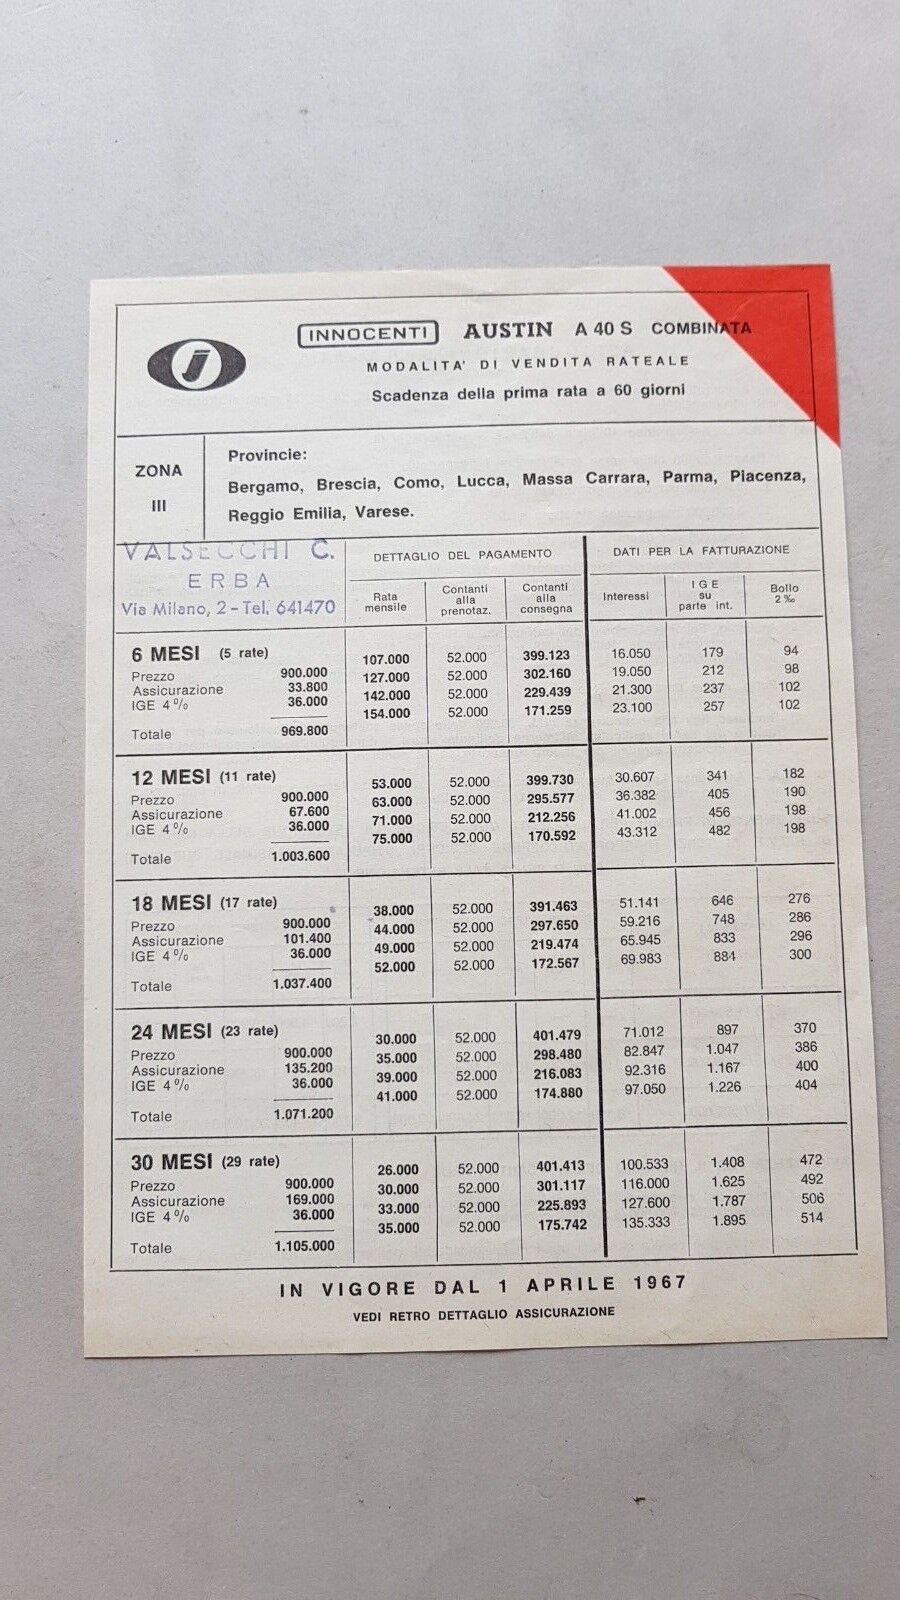 INNOCENTI AUSTIN A 40 S COMBINATA
MODALITA' DI VENDITA RATEALE
Scadenza della prima rata a 60 giorni
ZONA
III
Provincie:
Bergamo, Brescia, Como, Lucca, Massa Carrara, Parma, Piacenza,
Reggio Emilia, Varese.
VALSECCHI C.
ERBA
Via Milano, 2 - Tel. 641470
DETTAGLIO DEL PAGAMENTO DATI PER LA FATTURAZIONE
Rata mensile Contanti alla prenotaz. Contanti alla consegna Interessi IGE su parte int. Bollo 2‰
6 MESI (5 rate) 107.000 52.000 399.123 16.050 179 94
Prezzo 900.000 127.000 52.000 302.160 19.050 212 98
Assicurazione 33.800 142.000 52.000 229.439 21.300 237 102
IGE 4% 36.000 154.000 52.000 171.259 23.100 257 102
Totale 969.800
12 MESI (11 rate) 53.000 52.000 399.730 30.607 341 182
Prezzo 900.000 63.000 52.000 295.577 36.382 405 190
Assicurazione 67.600 71.000 52.000 212.256 41.002 456 198
IGE 4% 36.000 75.000 52.000 170.592 43.312 482 198
Totale 1.003.600
18 MESI (17 rate) 38.000 52.000 391.463 51.141 646 276
Prezzo 900.000 44.000 52.000 297.650 59.216 748 286
Assicurazione 101.400 49.000 52.000 219.474 65.945 833 296
IGE 4% 36.000 52.000 52.000 172.567 69.983 884 300
Totale 1.037.400
24 MESI (23 rate) 30.000 52.000 401.479 71.012 897 370
Prezzo 900.000 35.000 52.000 298.480 82.847 1.047 386
Assicurazione 135.200 39.000 52.000 216.083 92.316 1.167 400
IGE 4% 36.000 41.000 52.000 174.880 97.050 1.226 404
Totale 1.071.200
30 MESI (29 rate) 26.000 52.000 401.413 100.533 1.408 472
Prezzo 900.000 30.000 52.000 301.117 116.000 1.625 492
Assicurazione 169.000 33.000 52.000 225.893 127.600 1.787 506
IGE 4% 36.000 35.000 52.000 175.742 135.333 1.895 514
Totale 1.105.000
IN VIGORE DAL 1 APRILE 1967
VEDI RETRO DETTAGLIO ASSICURAZIONE